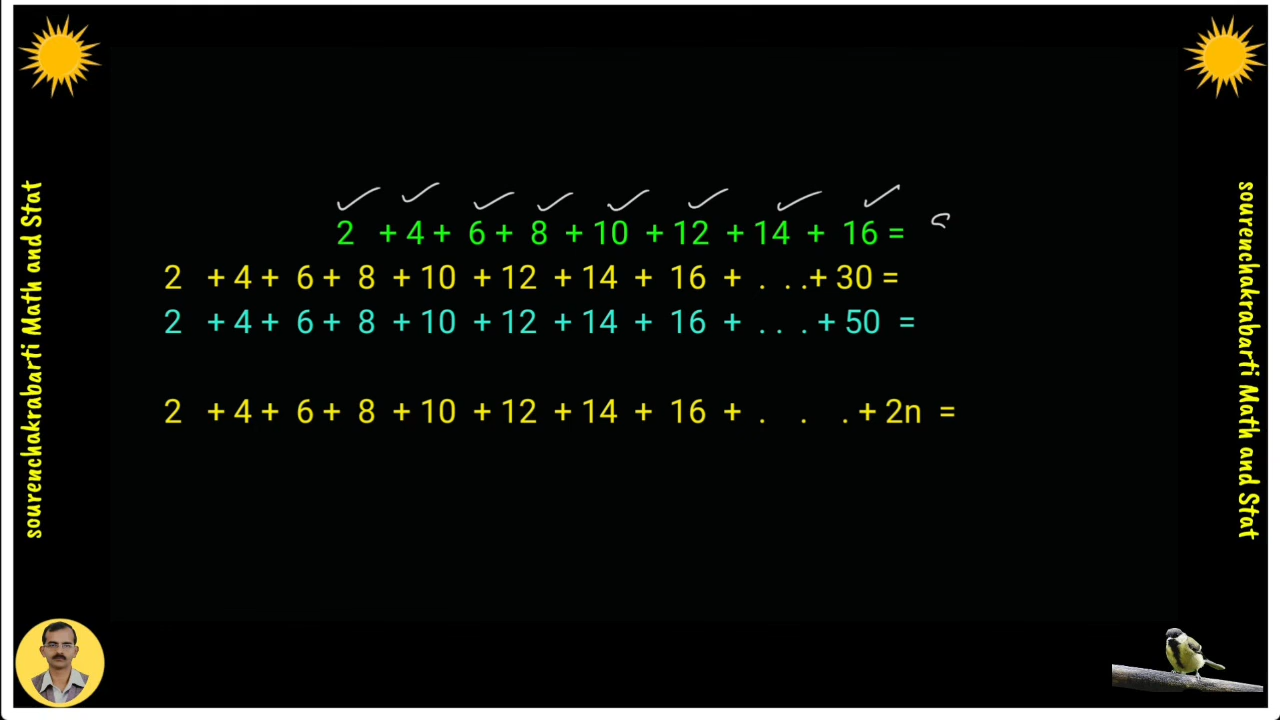 sourenchakrabarti Math and Stat
2 + 4 + 6 + 8 + 10 + 12 + 14 + 16 =
2 + 4 + 6 + 8 + 10 + 12 + 14 + 16 + . . . + 30 =
2 + 4 + 6 + 8 + 10 + 12 + 14 + 16 + . . . + 50 =
2 + 4 + 6 + 8 + 10 + 12 + 14 + 16 + . . . + 2n =
sourenchakrabarti Math and Stat